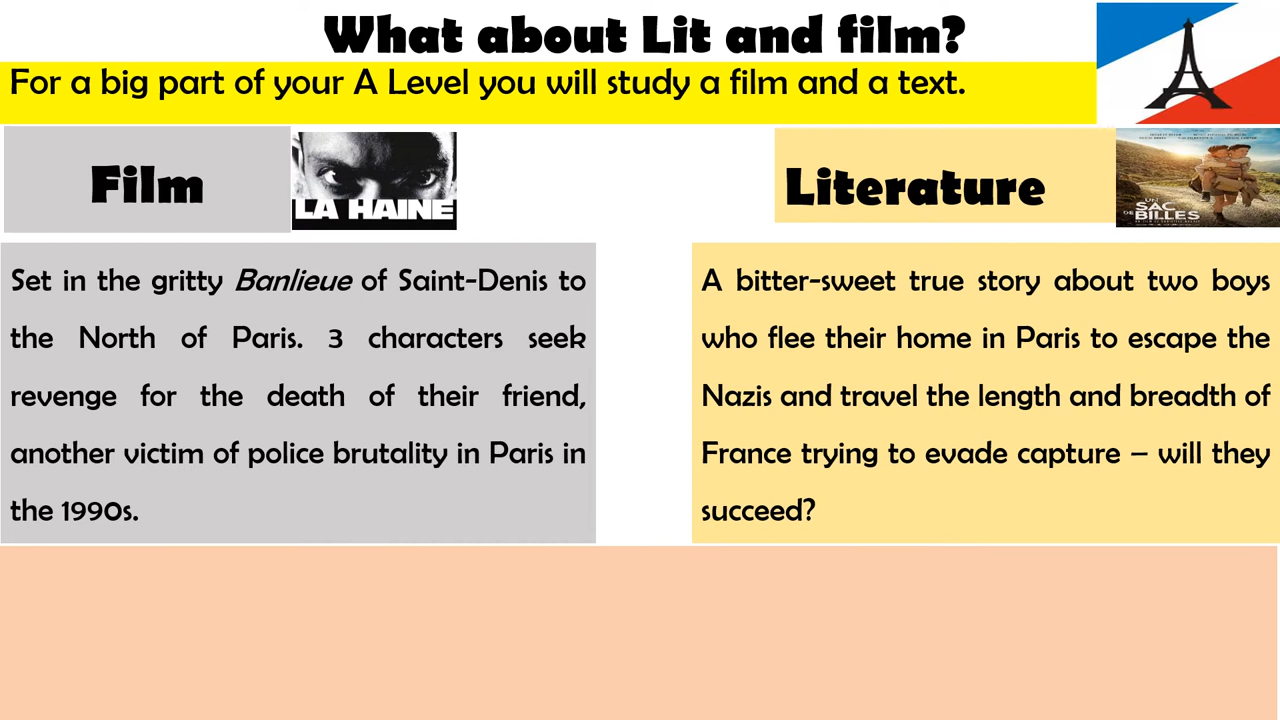 What about Lit and film?
For a big part of your A Level you will study a film and a text.
Film
LA HAINE
Literature
UN
SAC
DE BILLES
Set in the gritty Banlieue of Saint-Denis to
the North of Paris. 3 characters seek
revenge for the death of their friend,
another victim of police brutality in Paris in
the 1990s.
A bitter-sweet true story about two boys
who flee their home in Paris to escape the
Nazis and travel the length and breadth of
France trying to evade capture – will they
succeed?